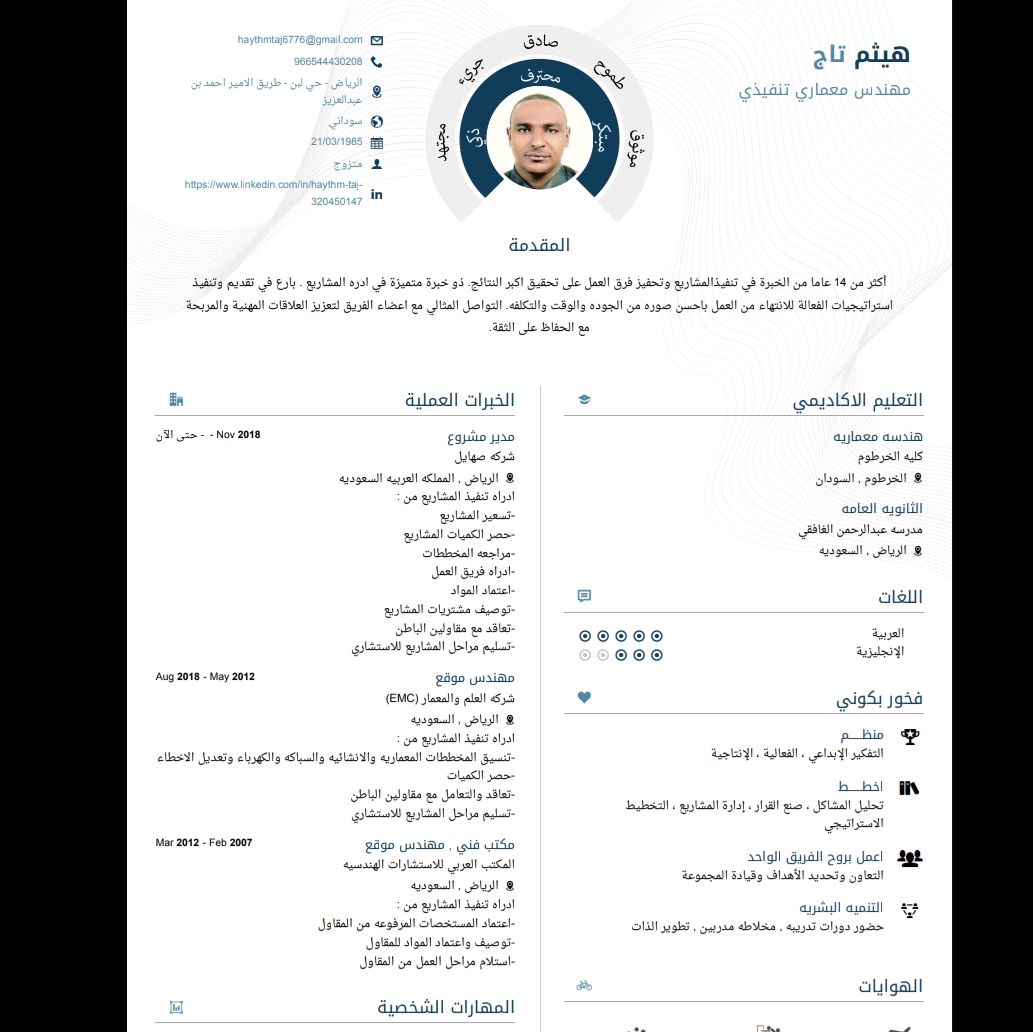 هيثم تاج
مهندس معماري تنفيذي
صادق
جريء
طموح
محترف
مجتهد
ذكي
مبتكر
موثوق
haythmtaj6776@gmail.com
966544430208
الرياض - حي لبن - طريق الامير احمد بن
عبدالعزيز
سوداني
21/03/1985
متزوج
https://www.linkedin.com/in/haythm-taj-
320450147
المقدمة
أكثر من 14 عاما من الخبرة في تنفيذالمشاريع وتحفيز فرق العمل على تحقيق اكبر النتائج. ذو خبرة متميزة في ادره المشاريع . بارع في تقديم وتنفيذ
استراتيجيات الفعالة للانتهاء من العمل باحسن صوره من الجوده والوقت والتكلفه. التواصل المثالي مع اعضاء الفريق لتعزيز العلاقات المهنية والمربحة
مع الحفاظ على الثقة.
التعليم الاكاديمي
هندسه معماريه
كليه الخرطوم
الخرطوم , السودان
الثانويه العامه
مدرسه عبدالرحمن الغافقي
الرياض , السعوديه
اللغات
العربية
الإنجليزية
فخور بكوني
منظـــم
التفكير الإبداعي ، الفعالية ، الإنتاجية
اخطـــط
تحليل المشاكل ، صنع القرار ، إدارة المشاريع ، التخطيط
الاستراتيجي
اعمل بروح الفريق الواحد
التعاون وتحديد الأهداف وقيادة المجموعة
التنميه البشريه
حضور دورات تدريبه , مخلاطه مدربين , تطوير الذات
الهوايات
الخبرات العملية
مدير مشروع
Nov 2018 - - حتى الآن
شركه صهايل
الرياض , المملكه العربيه السعوديه
ادراه تنفيذ المشاريع من :
-تسعير المشاريع
-حصر الكميات المشاريع
-مراجعه المخططات
-ادراه فريق العمل
-اعتماد المواد
-توصيف مشتريات المشاريع
-تعاقد مع مقاولين الباطن
-تسليم مراحل المشاريع للاستشاري
مهندس موقع
Aug 2018 - May 2012
شركه العلم والمعمار (EMC)
الرياض , السعوديه
ادراه تنفيذ المشاريع من :
-تنسيق المخططات المعماريه والانشائيه والسباكه والكهرباء وتعديل الاخطاء
-حصر الكميات
-تعاقد والتعامل مع مقاولين الباطن
-تسليم مراحل المشاريع للاستشاري
مكتب فني , مهندس موقع
Mar 2012 - Feb 2007
المكتب العربي للاستشارات الهندسيه
الرياض , السعوديه
ادراه تنفيذ المشاريع من :
-اعتماد المستخصات المرفوعه من المقاول
-توصيف واعتماد المواد للمقاول
-استلام مراحل العمل من المقاول
المهارات الشخصية